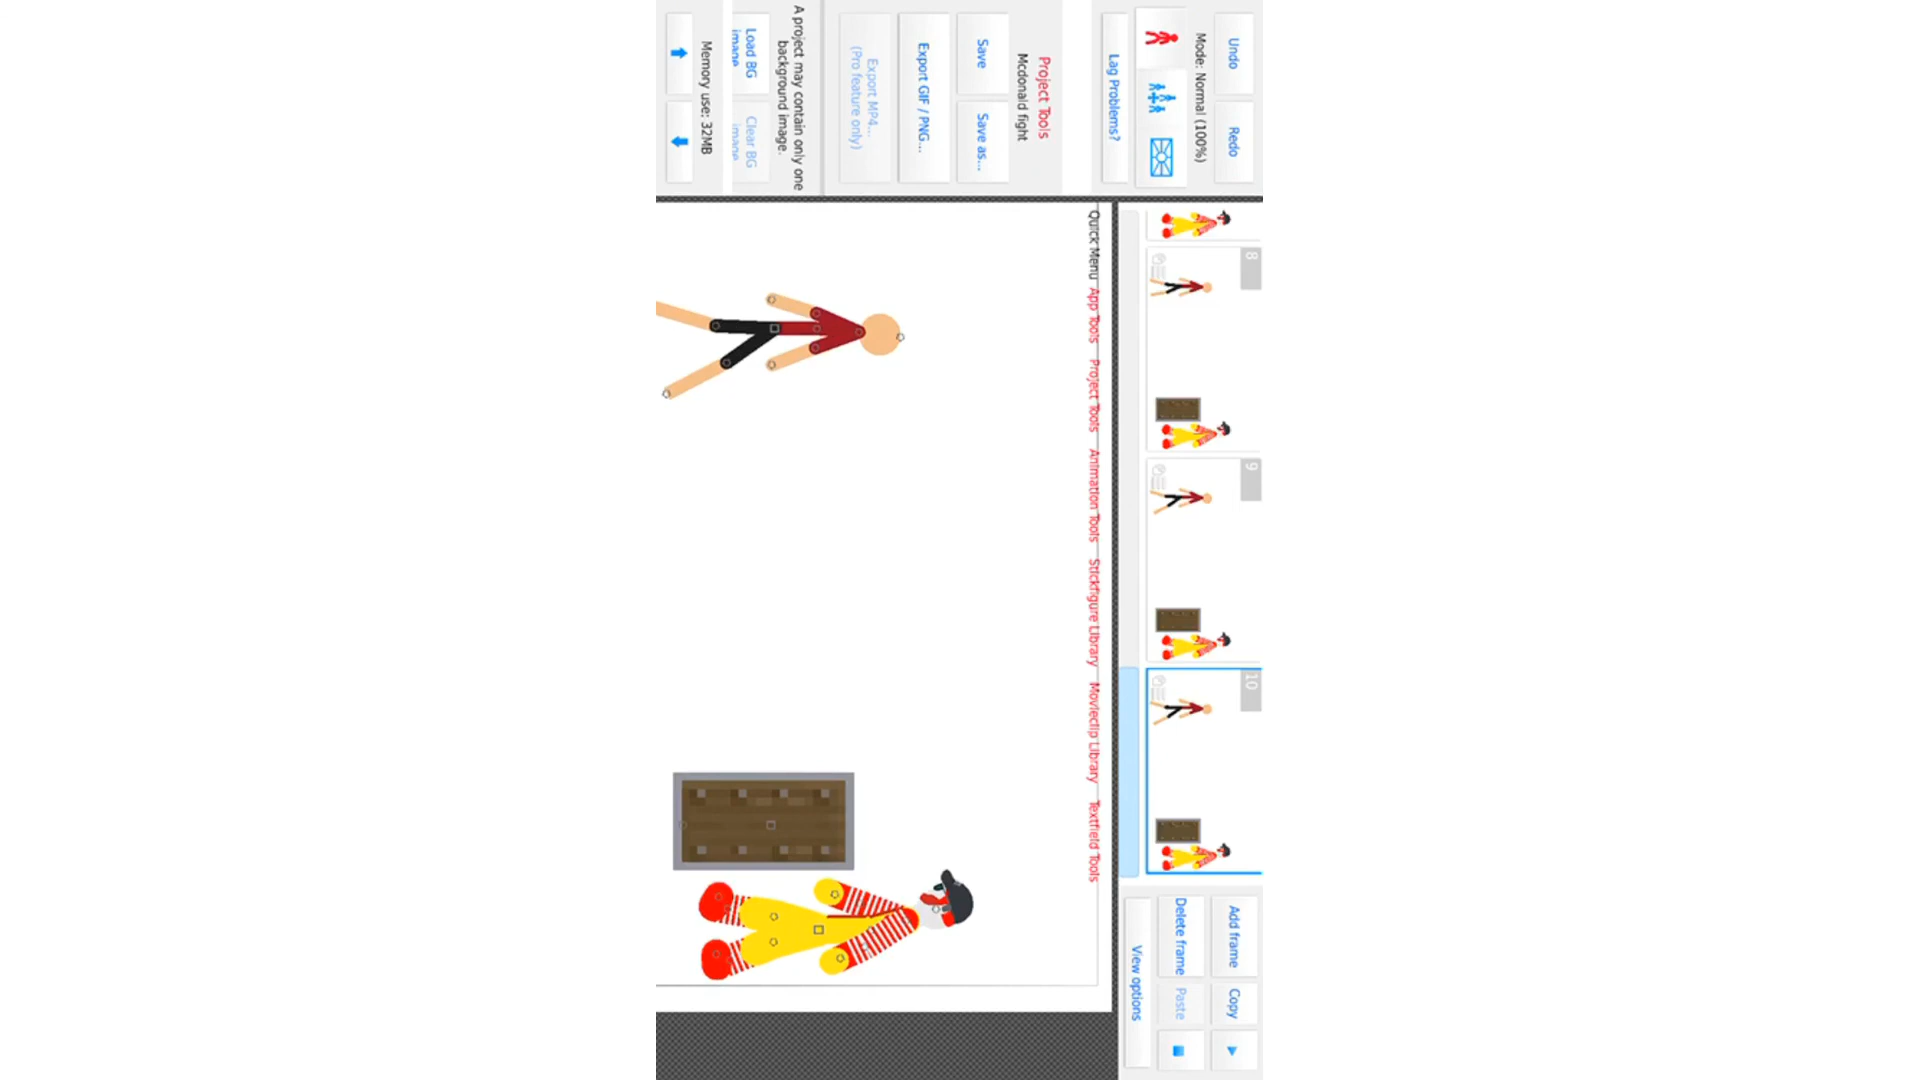 Undo
Redo
Mode: Normal (100%)
Lag Problems?
Project Tools
Mcdonald fight
Save
Save as...
Export GIF / PNG...
Export MP4...
(Pro feature only)
A project may contain only one
background image.
Load BG
image
Clear BG
image
Memory use: 32MB
8
9
10
Quick Menu App Tools Project Tools Animation Tools Stickfigure Library Movieclip Library Textfield Tools
Add frame
Copy
Delete frame
Paste
View options